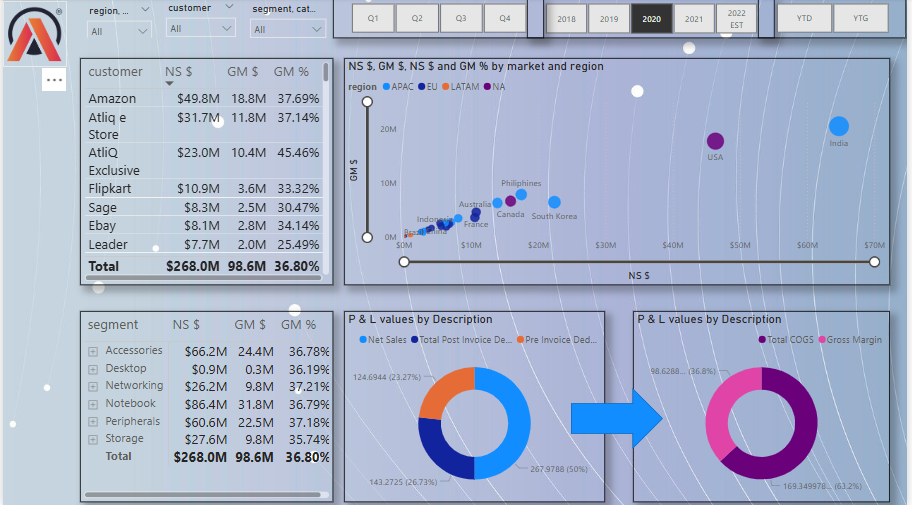 region, ...
customer
segment, cat...
All
All
All
Q1
Q2
Q3
Q4
2018
2019
2020
2021
2022
EST
YTD
YTG
customer NS $ GM $ GM %
Amazon $49.8M 18.8M 37.69%
Atliq e $31.7M 11.8M 37.14%
Store
AtliQ $23.0M 10.4M 45.46%
Exclusive
Flipkart $10.9M 3.6M 33.32%
Sage $8.3M 2.5M 30.47%
Ebay $8.1M 2.8M 34.14%
Leader $7.7M 2.0M 25.49%
Total $268.0M 98.6M 36.80%
NS $, GM $, NS $ and GM % by market and region
region APAC EU LATAM NA
GM $
20M
10M
0M
India
USA
Philiphines
South Korea
Canada
Australia
France
Indonesia
$0M $10M $20M $30M $40M $50M $60M $70M
NS $
segment NS $ GM $ GM %
Accessories $66.2M 24.4M 36.78%
Desktop $0.9M 0.3M 36.19%
Networking $26.2M 9.8M 37.21%
Notebook $86.4M 31.8M 36.79%
Peripherals $60.6M 22.5M 37.18%
Storage $27.6M 9.8M 35.74%
Total $268.0M 98.6M 36.80%
P & L values by Description
Net Sales Total Post Invoice De... Pre Invoice Ded...
124.6944 (23.27%)
143.2725 (26.73%)
267.9788 (50%)
P & L values by Description
Total COGS Gross Margin
98.6288... (36.8%)
169.349978... (63.2%)